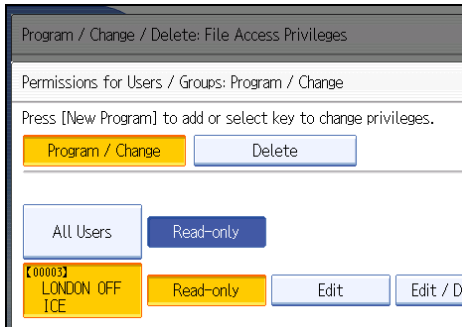 Program / Change / Delete: File Access Privileges
Permissions for Users / Groups: Program / Change
Press [New Program] to add or select key to change privileges.
Program / Change Delete
All Users Read-only
【00003】
LONDON OFF
ICE Read-only Edit Edit / D